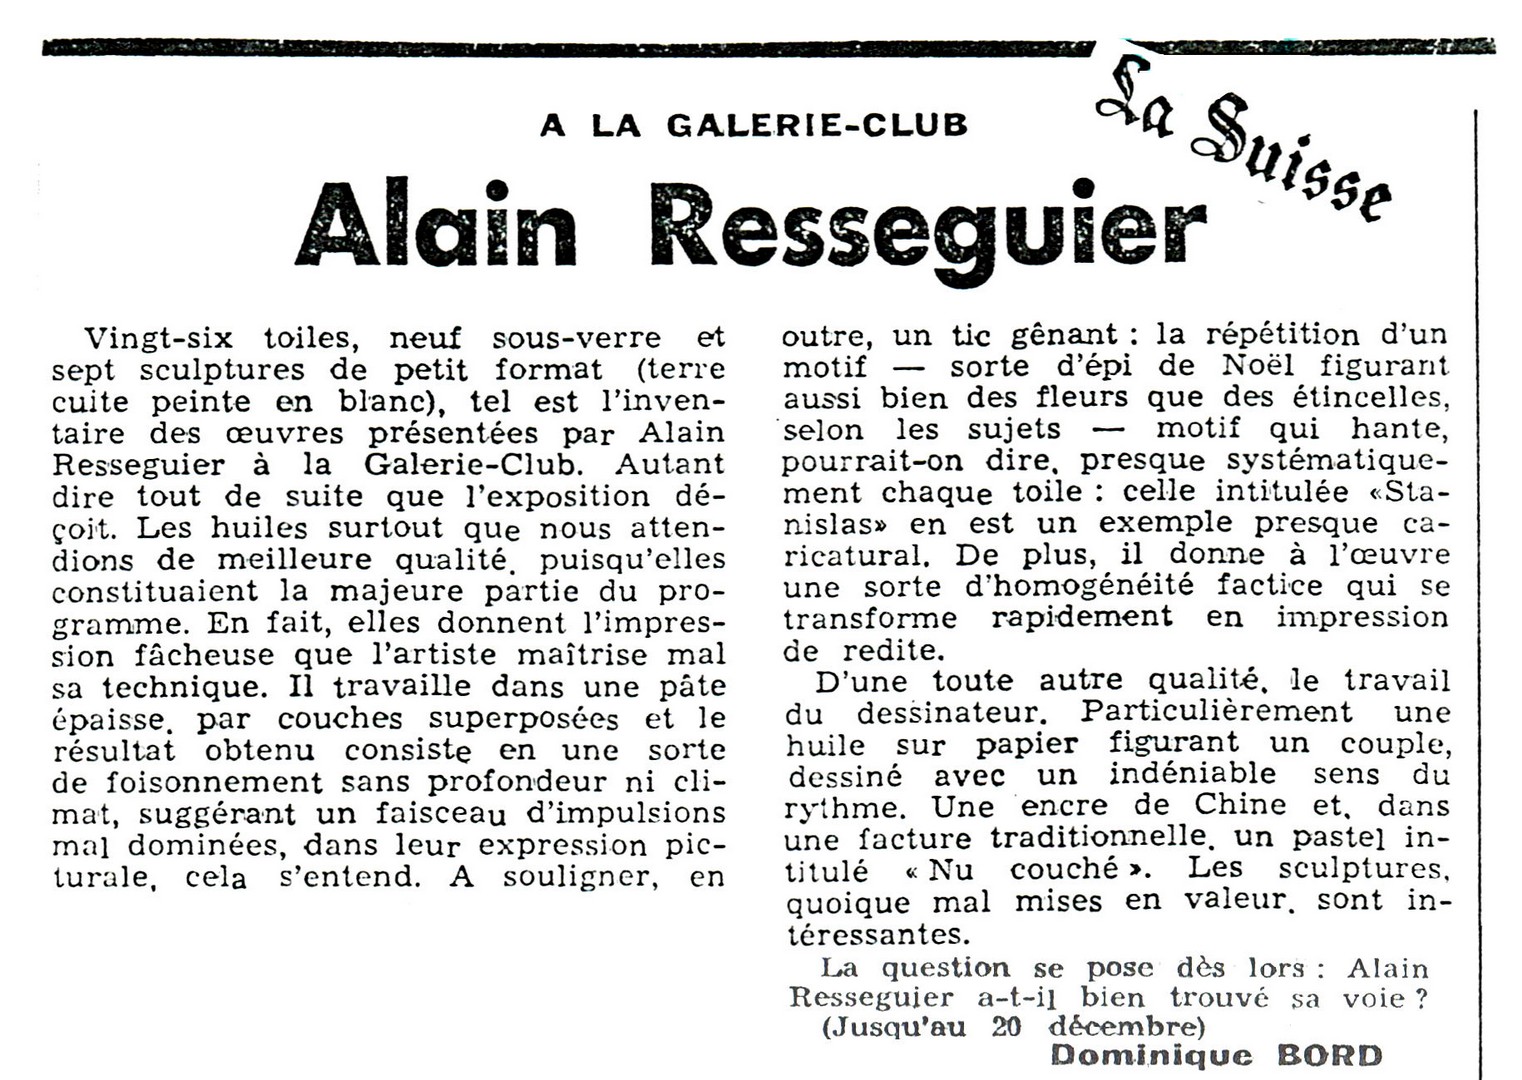 A LA GALERIE-CLUB
La Suisse
Alain Resseguier
Vingt-six toiles, neuf sous-verre et
sept sculptures de petit format (terre
cuite peinte en blanc), tel est l'inven-
taire des œuvres présentées par Alain
Resseguier à la Galerie-Club. Autant
dire tout de suite que l'exposition dé-
çoit. Les huiles surtout que nous atten-
dions de meilleure qualité, puisqu'elles
constituaient la majeure partie du pro-
gramme. En fait, elles donnent l'impres-
sion fâcheuse que l'artiste maîtrise mal
sa technique. Il travaille dans une pâte
épaisse, par couches superposées et le
résultat obtenu consiste en une sorte
de foisonnement sans profondeur ni cli-
mat, suggérant un faisceau d'impulsions
mal dominées, dans leur expression pic-
turale, cela s'entend. A souligner, en
outre, un tic gênant : la répétition d'un
motif — sorte d'épi de Noël figurant
aussi bien des fleurs que des étincelles,
selon les sujets — motif qui hante,
pourrait-on dire, presque systématique-
ment chaque toile : celle intitulée «Sta-
nislas» en est un exemple presque ca-
ricatural. De plus, il donne à l'œuvre
une sorte d'homogénéité factice qui se
transforme rapidement en impression
de redite.
D'une toute autre qualité, le travail
du dessinateur. Particulièrement une
huile sur papier figurant un couple,
dessiné avec un indéniable sens du
rythme. Une encre de Chine et, dans
une facture traditionnelle, un pastel in-
titulé « Nu couché ». Les sculptures,
quoique mal mises en valeur, sont in-
téressantes.
La question se pose dès lors : Alain
Resseguier a-t-il bien trouvé sa voie ?
(Jusqu'au 20 décembre)
Dominique BORD